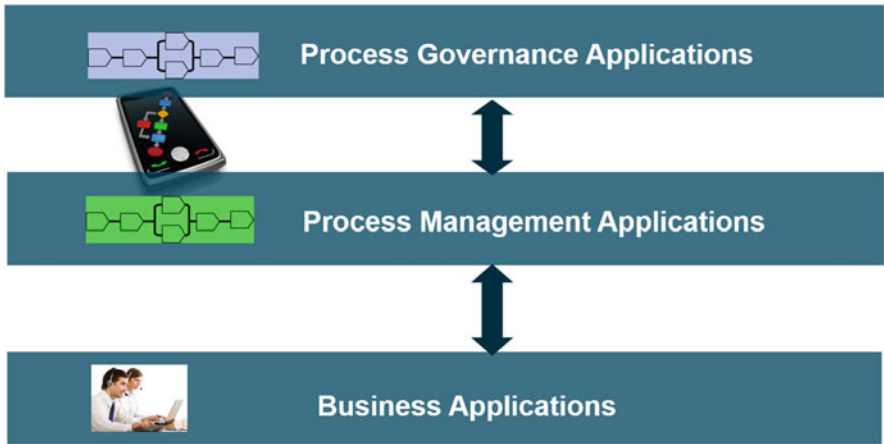 Process Governance Applications
Process Management Applications
Business Applications